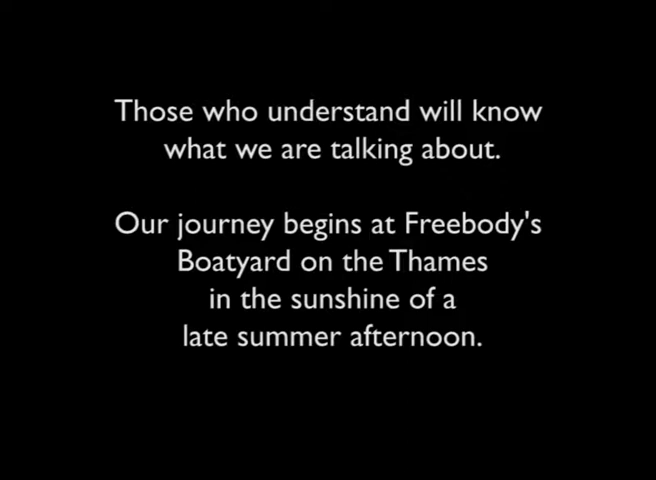 Those who understand will know
what we are talking about.
Our journey begins at Freebody's
Boatyard on the Thames
in the sunshine of a
late summer afternoon.